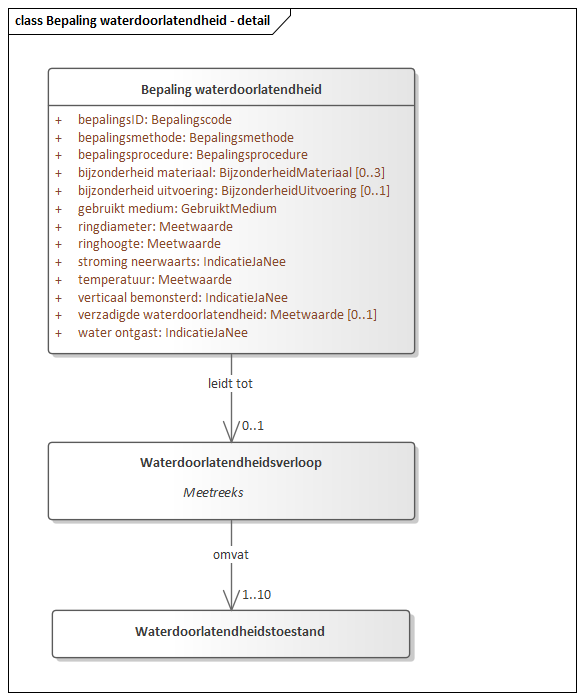 class Bepaling waterdoorlatendheid - detail
Bepaling waterdoorlatendheid
+ bepalingsID: Bepalingscode
+ bepalingsmethode: Bepalingsmethode
+ bepalingsprocedure: Bepalingsprocedure
+ bijzonderheid materiaal: BijzonderheidMateriaal [0..3]
+ bijzonderheid uitvoering: BijzonderheidUitvoering [0..1]
+ gebruikt medium: GebruiktMedium
+ ringdiameter: Meetwaarde
+ ringhoogte: Meetwaarde
+ stroming neerwaarts: IndicatieJaNee
+ temperatuur: Meetwaarde
+ verticaal bemonsterd: IndicatieJaNee
+ verzadigde waterdoorlatendheid: Meetwaarde [0..1]
+ water ontgast: IndicatieJaNee
leidt tot
0..1
Waterdoorlatendheidsverloop
Meetreeks
omvat
1..10
Waterdoorlatendheidstoestand